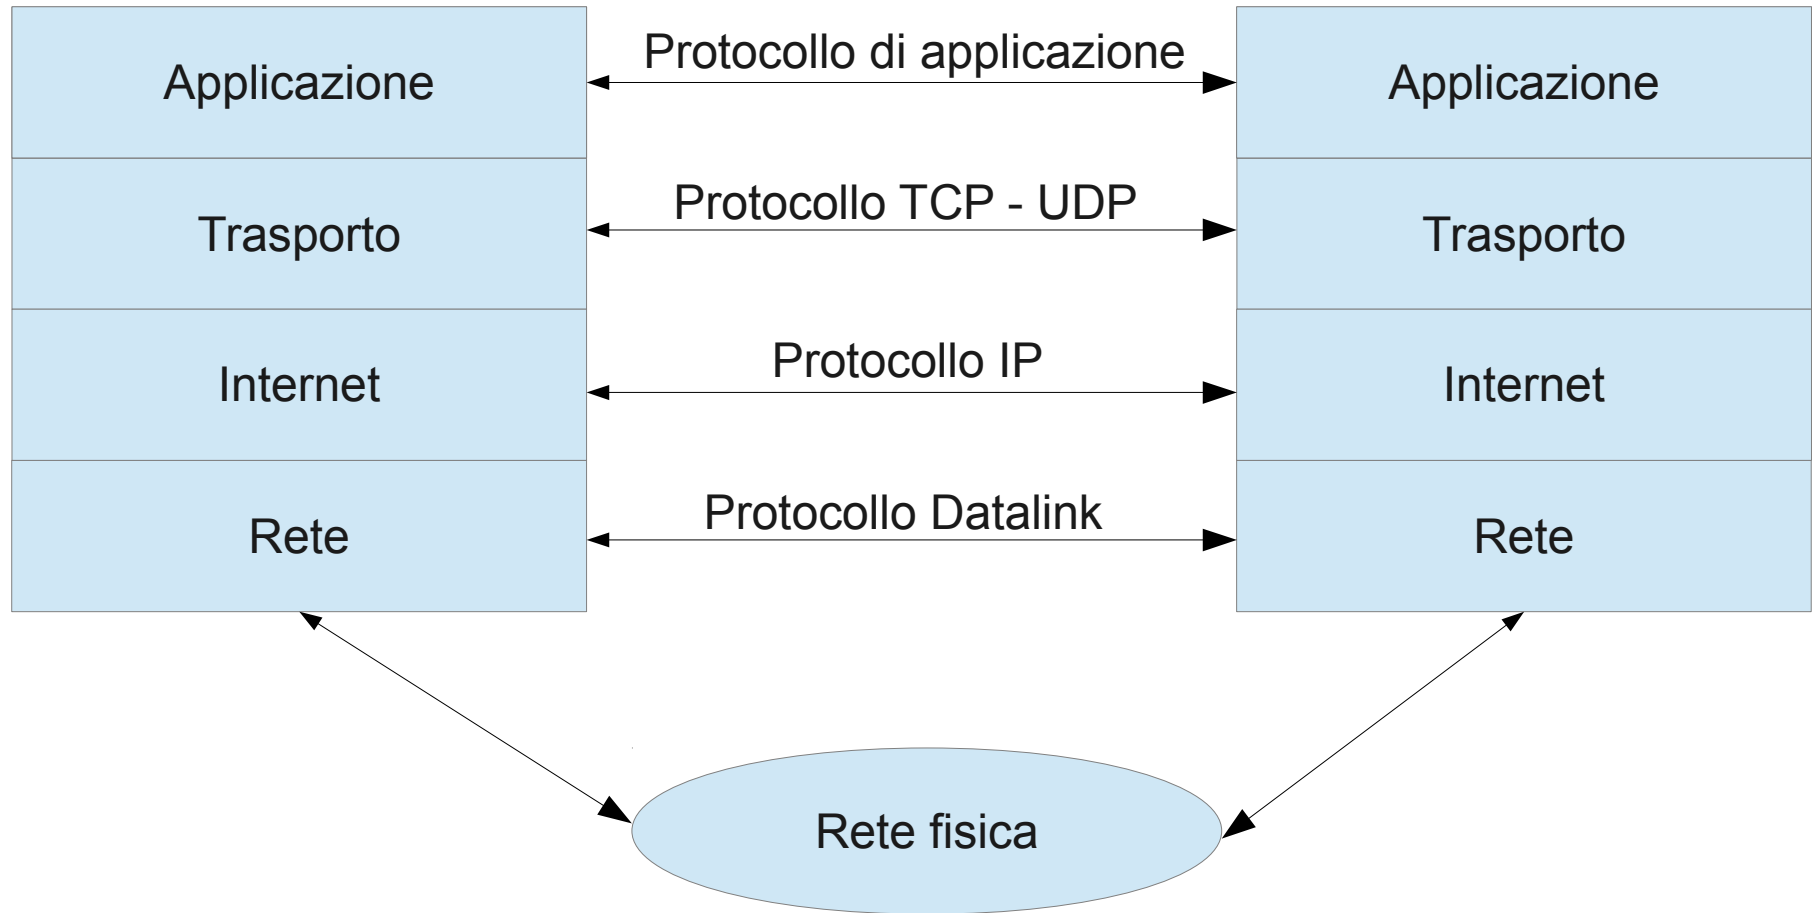 Protocollo di applicazione
Applicazione
Applicazione
Protocollo TCP - UDP
Trasporto
Trasporto
Protocollo IP
Internet
Internet
Protocollo Datalink
Rete
Rete
Rete fisica